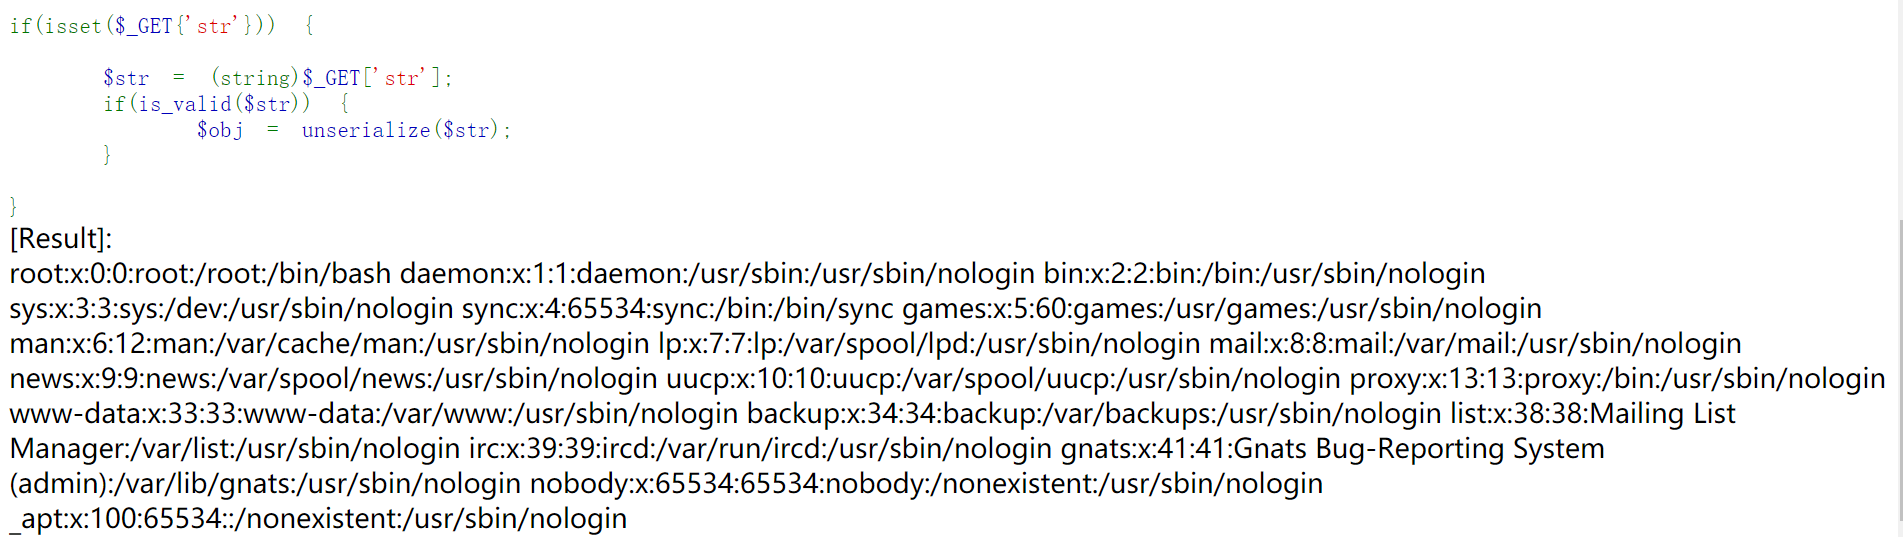 if(isset($_GET{'str'})) {
$str = (string)$_GET['str'];
if(is_valid($str)) {
$obj = unserialize($str);
}
}
[Result]:
root:x:0:0:root:/root:/bin/bash daemon:x:1:1:daemon:/usr/sbin:/usr/sbin/nologin bin:x:2:2:bin:/bin:/usr/sbin/nologin
sys:x:3:3:sys:/dev:/usr/sbin/nologin sync:x:4:65534:sync:/bin:/bin/sync games:x:5:60:games:/usr/games:/usr/sbin/nologin
man:x:6:12:man:/var/cache/man:/usr/sbin/nologin lp:x:7:7:lp:/var/spool/lpd:/usr/sbin/nologin mail:x:8:8:mail:/var/mail:/usr/sbin/nologin
news:x:9:9:news:/var/spool/news:/usr/sbin/nologin uucp:x:10:10:uucp:/var/spool/uucp:/usr/sbin/nologin proxy:x:13:13:proxy:/bin:/usr/sbin/nologin
www-data:x:33:33:www-data:/var/www:/usr/sbin/nologin backup:x:34:34:backup:/var/backups:/usr/sbin/nologin list:x:38:38:Mailing List
Manager:/var/list:/usr/sbin/nologin irc:x:39:39:ircd:/var/run/ircd:/usr/sbin/nologin gnats:x:41:41:Gnats Bug-Reporting System
(admin):/var/lib/gnats:/usr/sbin/nologin nobody:x:65534:65534:nobody:/nonexistent:/usr/sbin/nologin
_apt:x:100:65534::/nonexistent:/usr/sbin/nologin